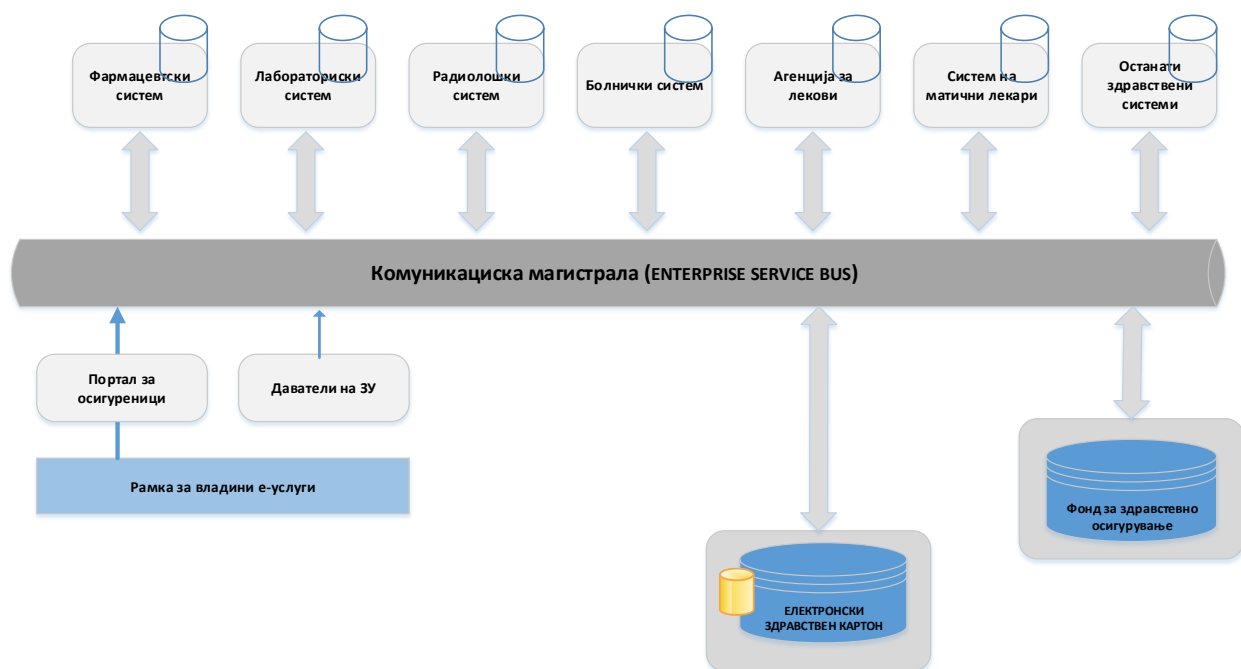 Фармацевтски
систем
Лабораториски
систем
Радиолошки
систем
Болнички систем
Агенција за
лекови
Систем на
матични лекари
Останати
здравствени
системи
Комуникациска магистрала (ENTERPRISE SERVICE BUS)
Портал за
осигуреници
Даватели на ЗУ
Рамка за владини е-услуги
Фонд за здравстевно
осигурување
ЕЛЕКТРОНСКИ
ЗДРАВСТВЕН КАРТОН